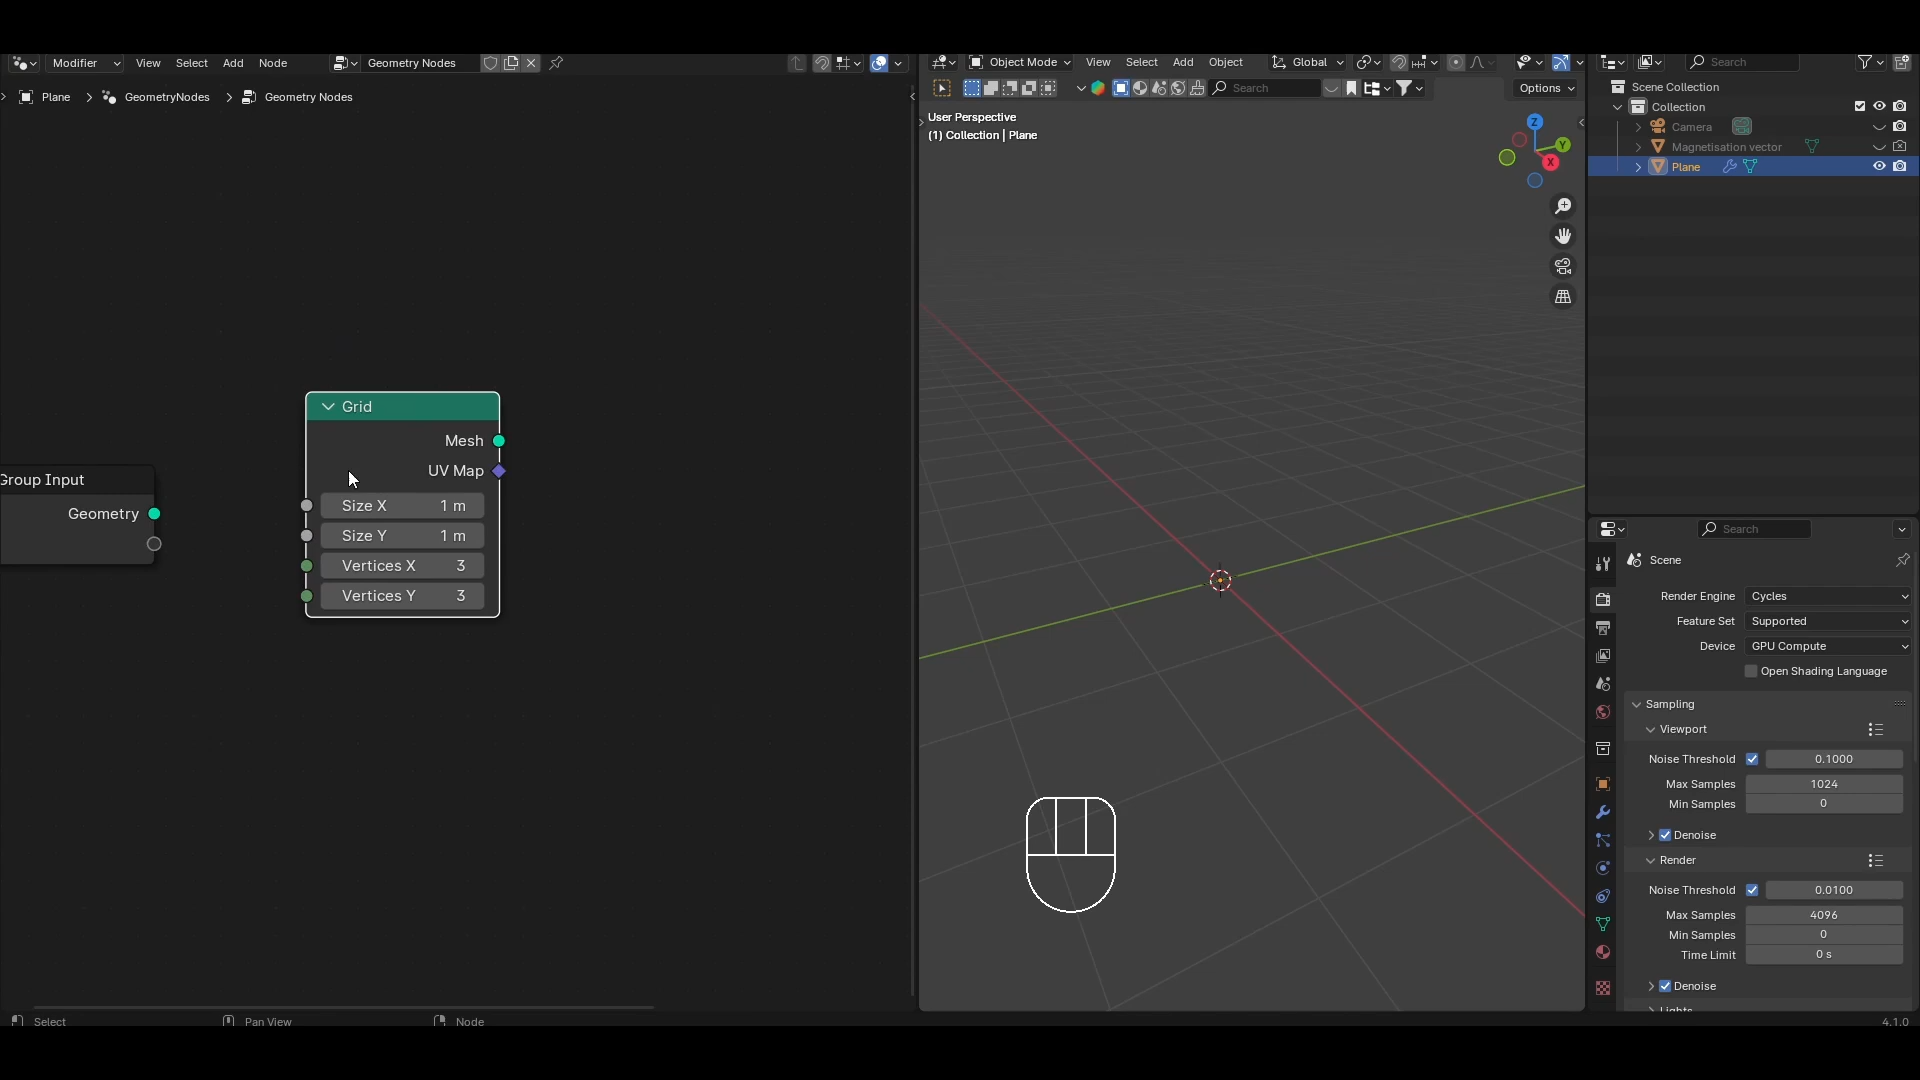 Modifier View Select Add Node Geometry Nodes
Plane GeometryNodes Geometry Nodes
Grid
Mesh
UV Map
Size X 1 m
Size Y 1 m
Vertices X 3
Vertices Y 3
Group Input
Geometry
Object Mode View Select Add Object Global
Search Options
User Perspective
(1) Collection | Plane
Z
Y
X
Search
Scene Collection
Collection
Camera
Magnetisation vector
Plane
Search
Scene
Render Engine Cycles
Feature Set Supported
Device GPU Compute
Open Shading Language
Sampling
Viewport
Noise Threshold 0.1000
Max Samples 1024
Min Samples 0
Denoise
Render
Noise Threshold 0.0100
Max Samples 4096
Min Samples 0
Time Limit 0 s
Denoise
Lights
Select Pan View Node 4.1.0